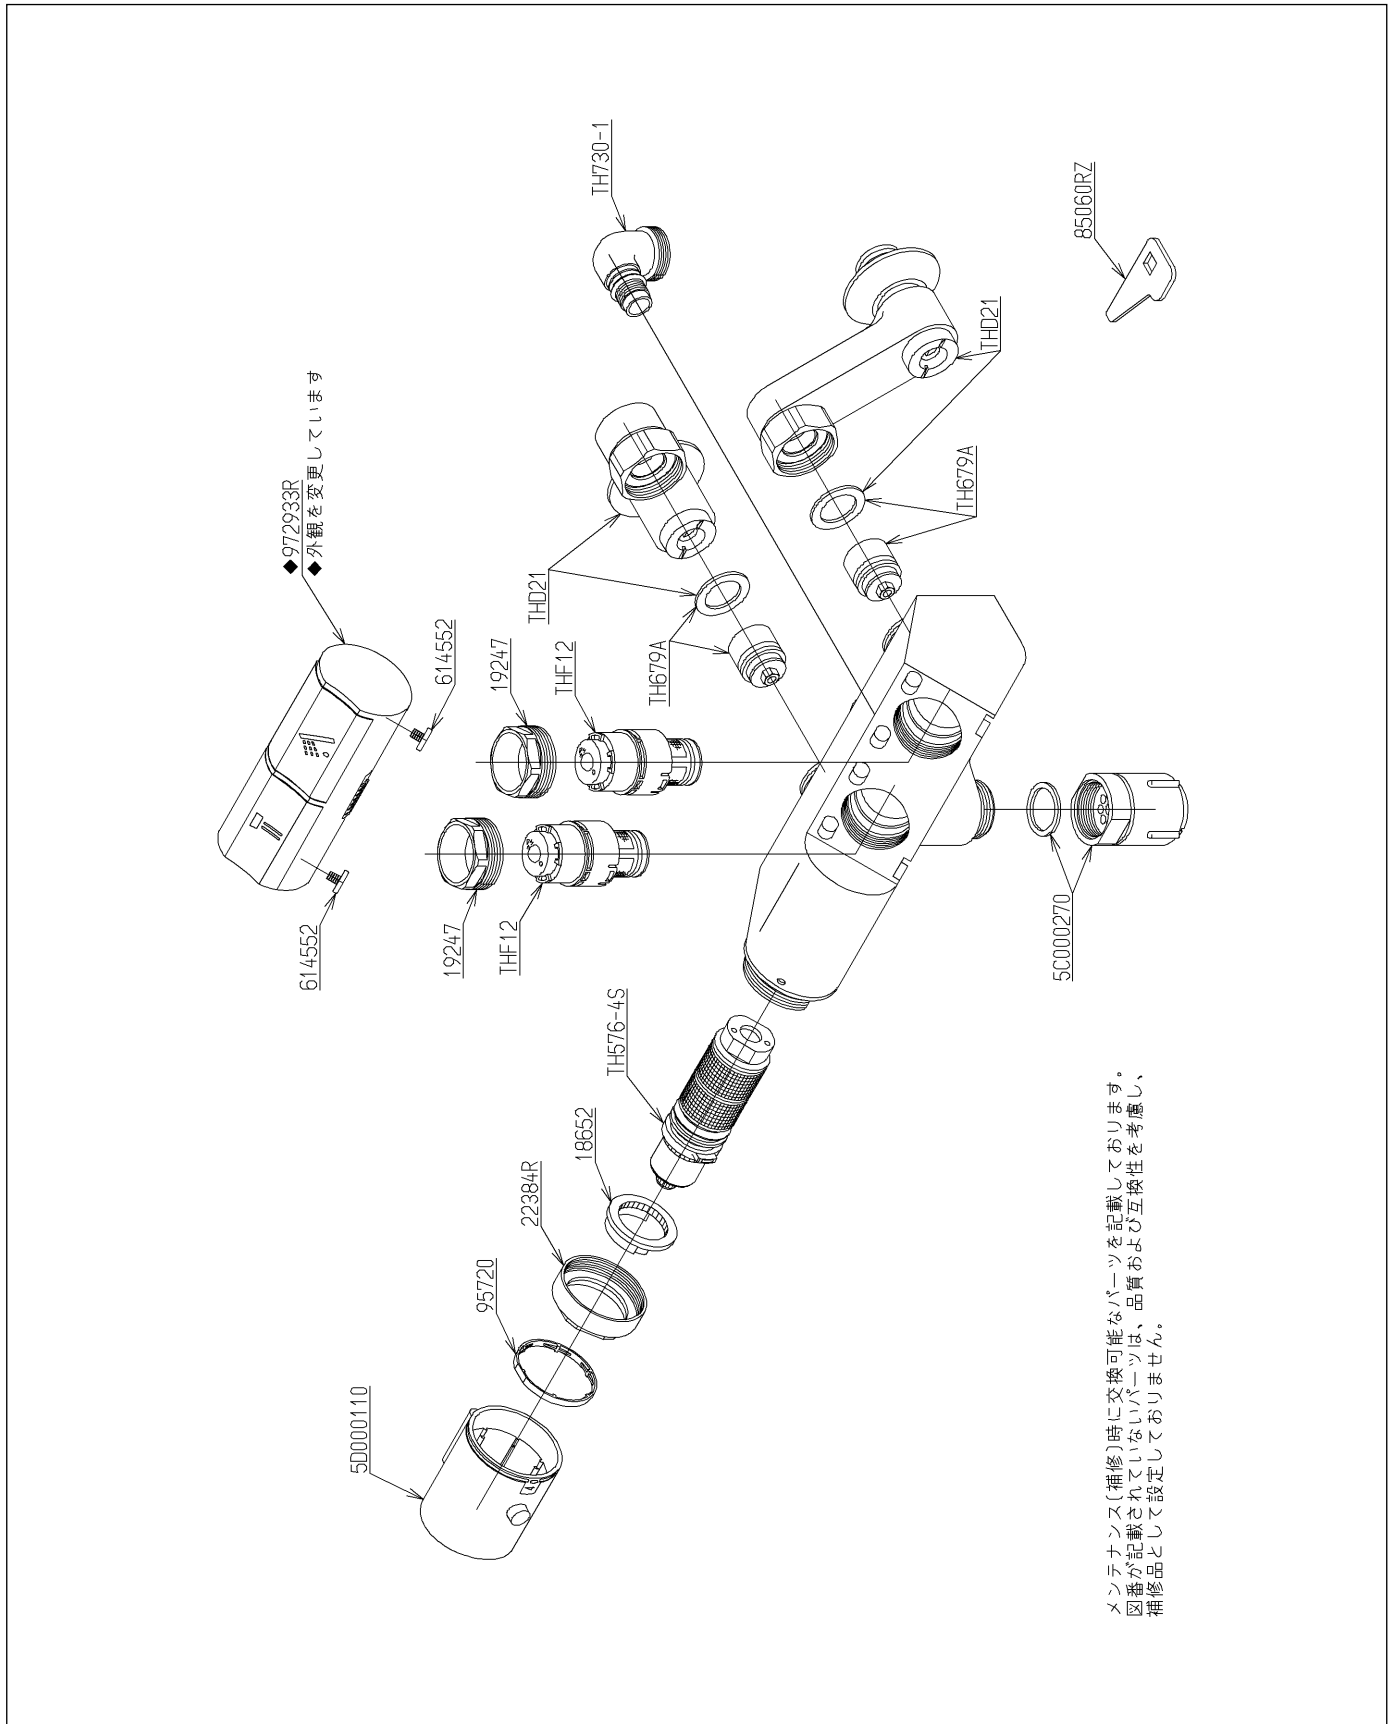 ◆972933R
◆外観を変更しています
614552
614552
19247
19247
THF12
THF12
THD21
TH679A
TH730-1
THD21
TH679A
85060RZ
5C000270
TH576-4S
18652
22384R
95720
5D000110
メンテナンス(補修)時に交換可能なパーツを記載しております。
図番が記載されていないパーツは、品質および互換性を考慮し、
補修品として設定しておりません。